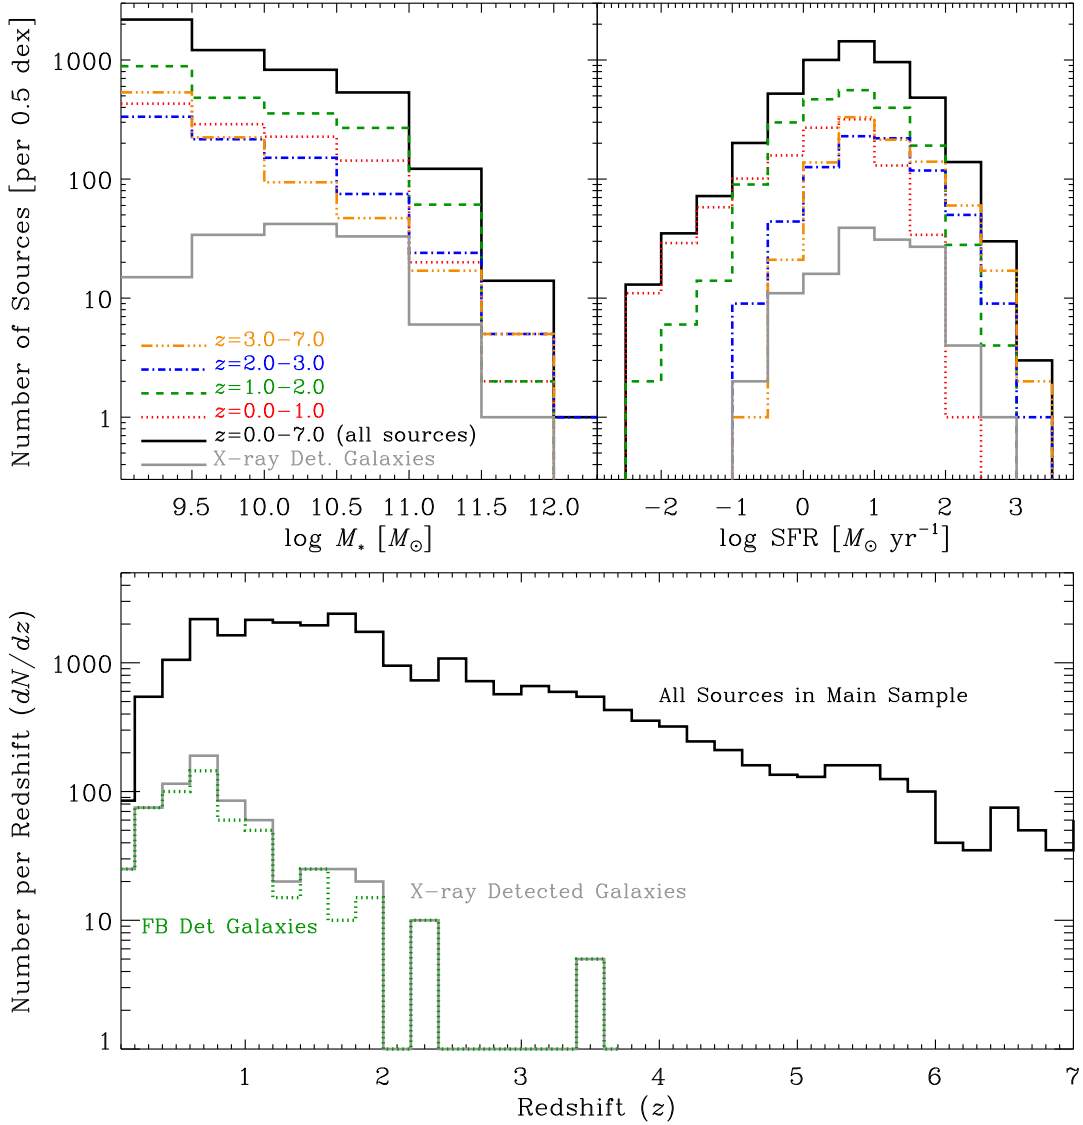 Number of Sources [per 0.5 dex]
1000
100
10
1
z=3.0−7.0
z=2.0−3.0
z=1.0−2.0
z=0.0−1.0
z=0.0−7.0 (all sources)
X−ray Det. Galaxies
9.5 10.0 10.5 11.0 11.5 12.0
log M* [M⊙]
−2 −1 0 1 2 3
log SFR [M⊙ yr⁻¹]
Number per Redshift (dN/dz)
1000
100
10
1
All Sources in Main Sample
X−ray Detected Galaxies
FB Det Galaxies
1 2 3 4 5 6 7
Redshift (z)